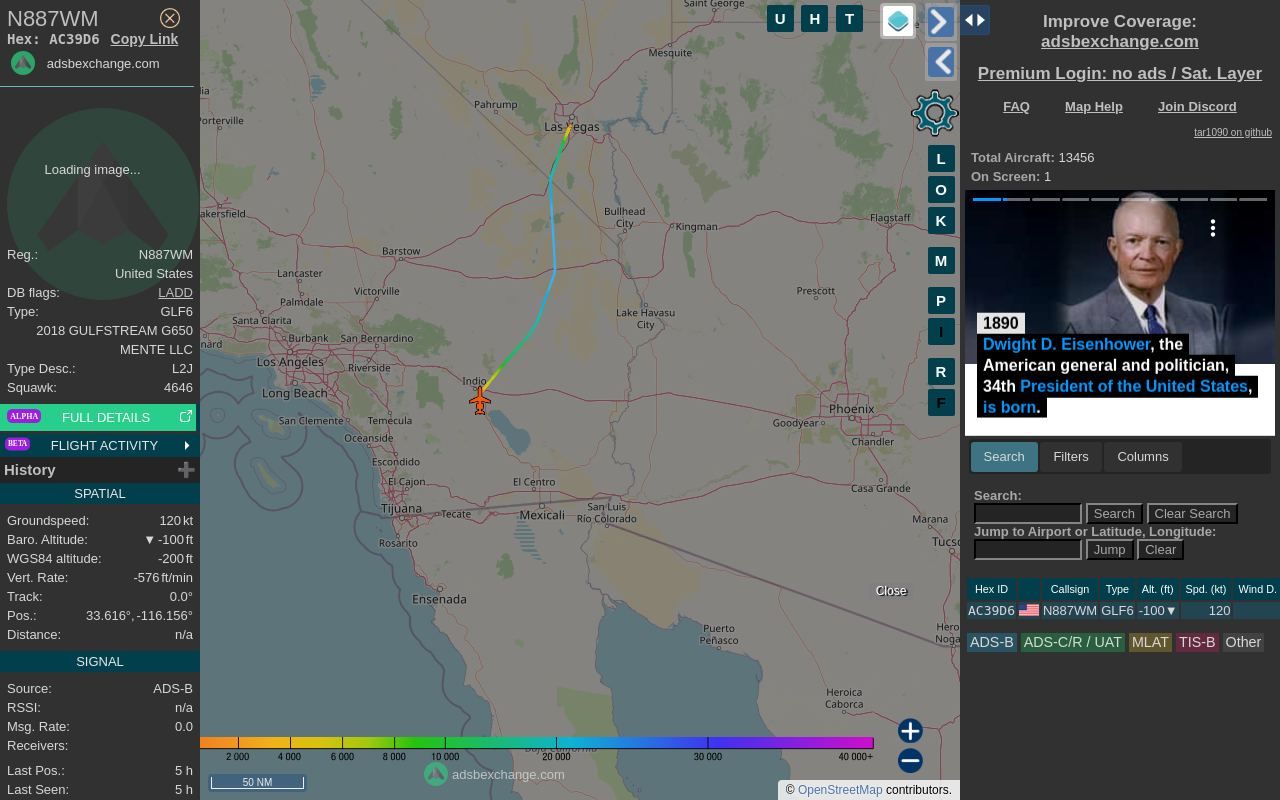 N887WM
Hex: AC39D6 Copy Link
adsbexchange.com
Loading image...
Reg.: N887WM
United States
DB flags: LADD
Type: GLF6
2018 GULFSTREAM G650
MENTE LLC
Type Desc.: L2J
Squawk: 4646
ALPHA FULL DETAILS
BETA FLIGHT ACTIVITY
History
SPATIAL
Groundspeed: 120 kt
Baro. Altitude: ▼ -100 ft
WGS84 altitude: -200 ft
Vert. Rate: -576 ft/min
Track: 0.0°
Pos.: 33.616°, -116.156°
Distance: n/a
SIGNAL
Source: ADS-B
RSSI: n/a
Msg. Rate: 0.0
Receivers:
Last Pos.: 5 h
Last Seen: 5 h
Saint George
Mesquite
Pahrump
Las Vegas
Porterville
Bakersfield
Bullhead
City
Kingman
Flagstaff
Barstow
Lancaster
Victorville
Palmdale
Prescott
Santa Clarita
Lake Havasu
City
Burbank
San Bernardino
Los Angeles
Riverside
Indio
Long Beach
Phoenix
San Clemente
Temecula
Goodyear
Oceanside
Chandler
Escondido
El Cajon
El Centro
Casa Grande
Tijuana
Tecate
Mexicali
San Luis
Río Colorado
Marana
Rosarito
Ensenada
Puerto
Peñasco
Heroica
Caborca
Baja California
U H T
L
O
K
M
P
I
R
F
Close
2 000 4 000 6 000 8 000 10 000 20 000 30 000 40 000+
adsbexchange.com
50 NM
© OpenStreetMap contributors.
Improve Coverage:
adsbexchange.com
Premium Login: no ads / Sat. Layer
FAQ Map Help Join Discord
tar1090 on github
Total Aircraft: 13456
On Screen: 1
1890
Dwight D. Eisenhower, the
American general and politician,
34th President of the United States,
is born.
Search Filters Columns
Search:
Search Clear Search
Jump to Airport or Latitude, Longitude:
Jump Clear
Hex ID Callsign Type Alt. (ft) Spd. (kt) Wind D.
AC39D6 N887WM GLF6 -100▼ 120
ADS-B ADS-C/R / UAT MLAT TIS-B Other